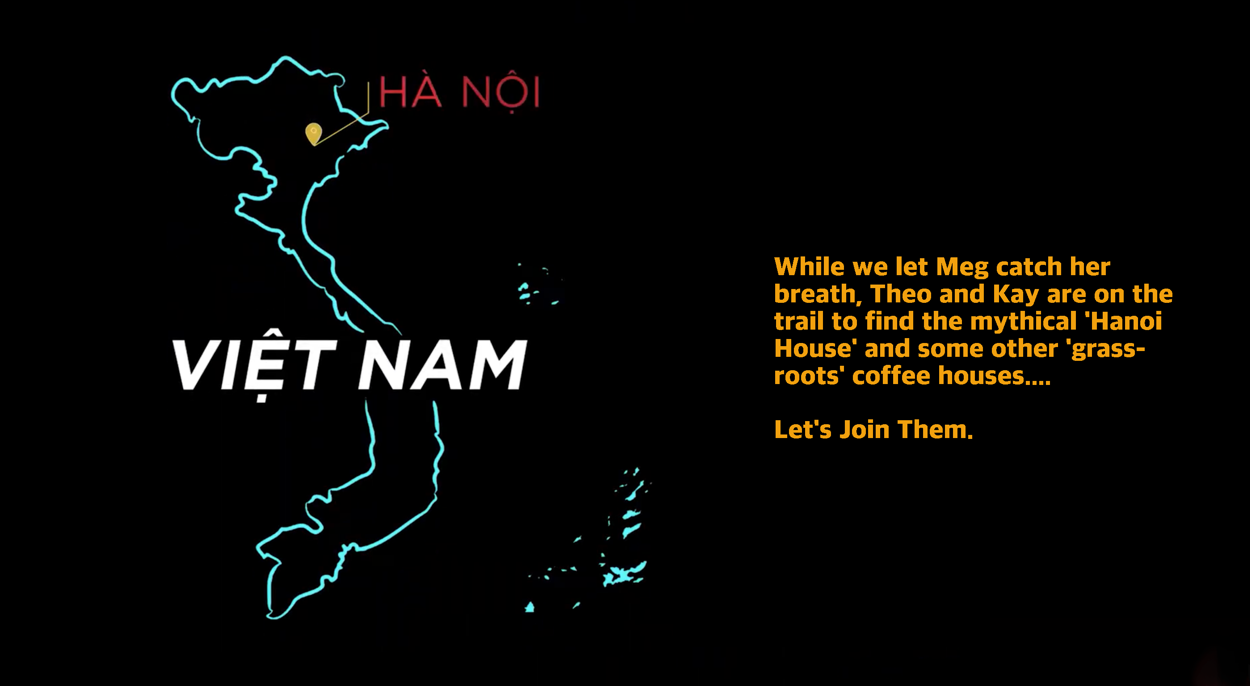 HÀ NỘI
VIỆT NAM
While we let Meg catch her
breath, Theo and Kay are on the
trail to find the mythical 'Hanoi
House' and some other 'grass-
roots' coffee houses....
Let's Join Them.